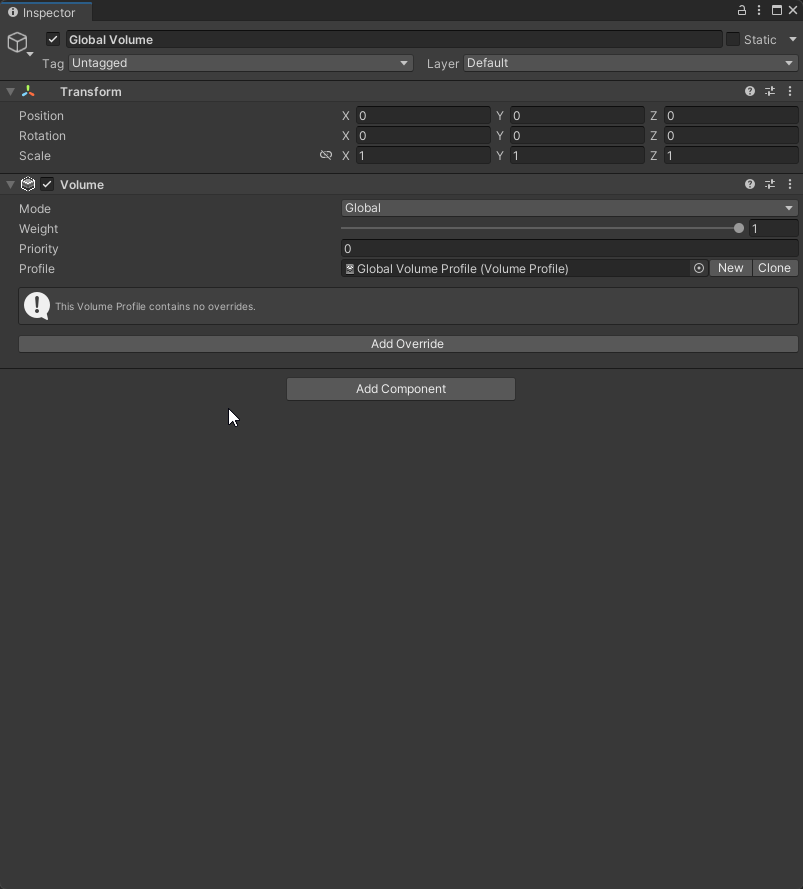 Inspector
Global Volume Static
Tag Untagged Layer Default
Transform
Position X 0 Y 0 Z 0
Rotation X 0 Y 0 Z 0
Scale X 1 Y 1 Z 1
Volume
Mode Global
Weight 1
Priority 0
Profile Global Volume Profile (Volume Profile) New Clone
This Volume Profile contains no overrides.
Add Override
Add Component